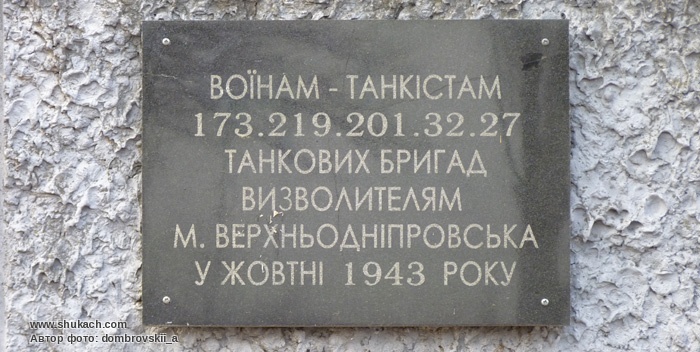 ВОЇНАМ - ТАНКІСТАМ
173.219.201.32.27
ТАНКОВИХ БРИГАД
ВИЗВОЛИТЕЛЯМ
М. ВЕРХНЬОДНІПРОВСЬКА
У ЖОВТНІ 1943 РОКУ
www.shukach.com
Автор фото: dombrovskii_a